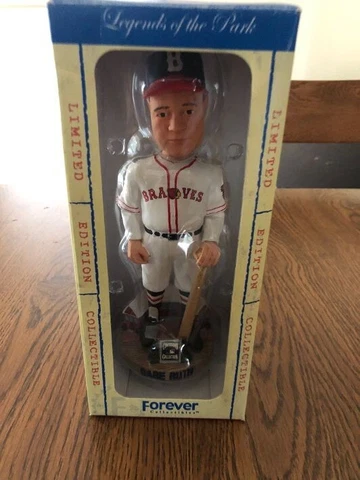 Legends of the Park
LIMITED
EDITION
COLLECTIBLE
B
BRAVES
LIMITED
EDITION
COLLECTIBLE
BABE RUTH
Forever
Collectibles